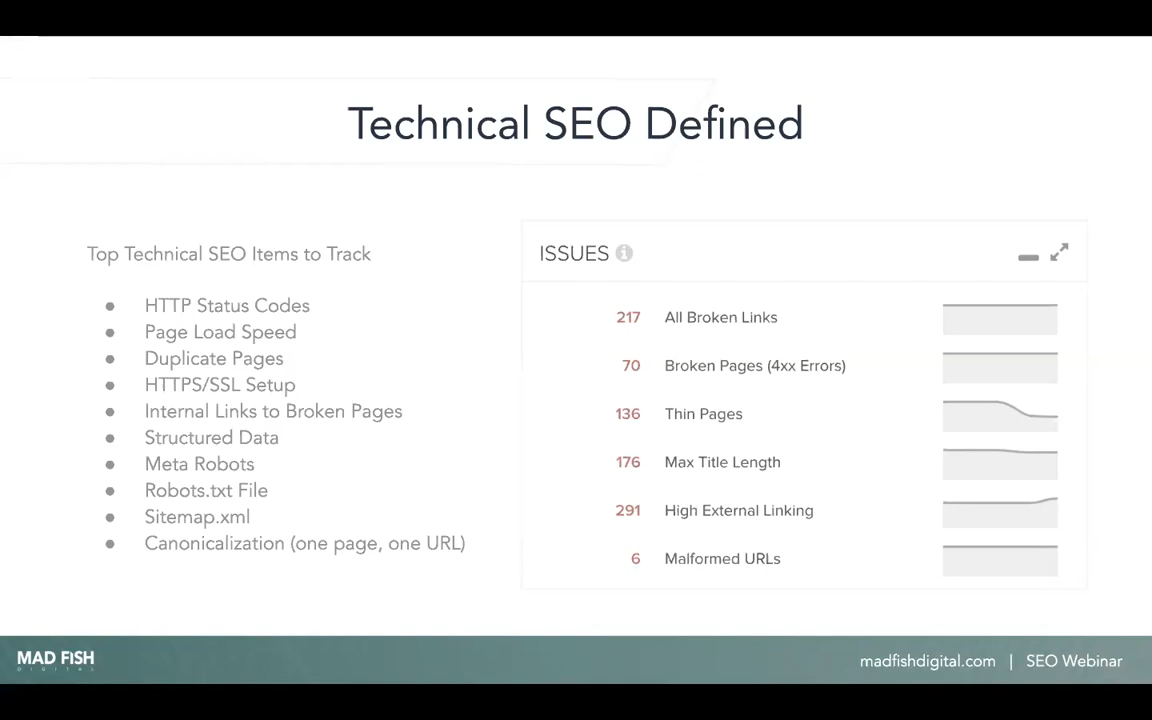 Technical SEO Defined
Top Technical SEO Items to Track
● HTTP Status Codes
● Page Load Speed
● Duplicate Pages
● HTTPS/SSL Setup
● Internal Links to Broken Pages
● Structured Data
● Meta Robots
● Robots.txt File
● Sitemap.xml
● Canonicalization (one page, one URL)
ISSUES
217 All Broken Links
70 Broken Pages (4xx Errors)
136 Thin Pages
176 Max Title Length
291 High External Linking
6 Malformed URLs
MAD FISH
DIGITAL
madfishdigital.com | SEO Webinar